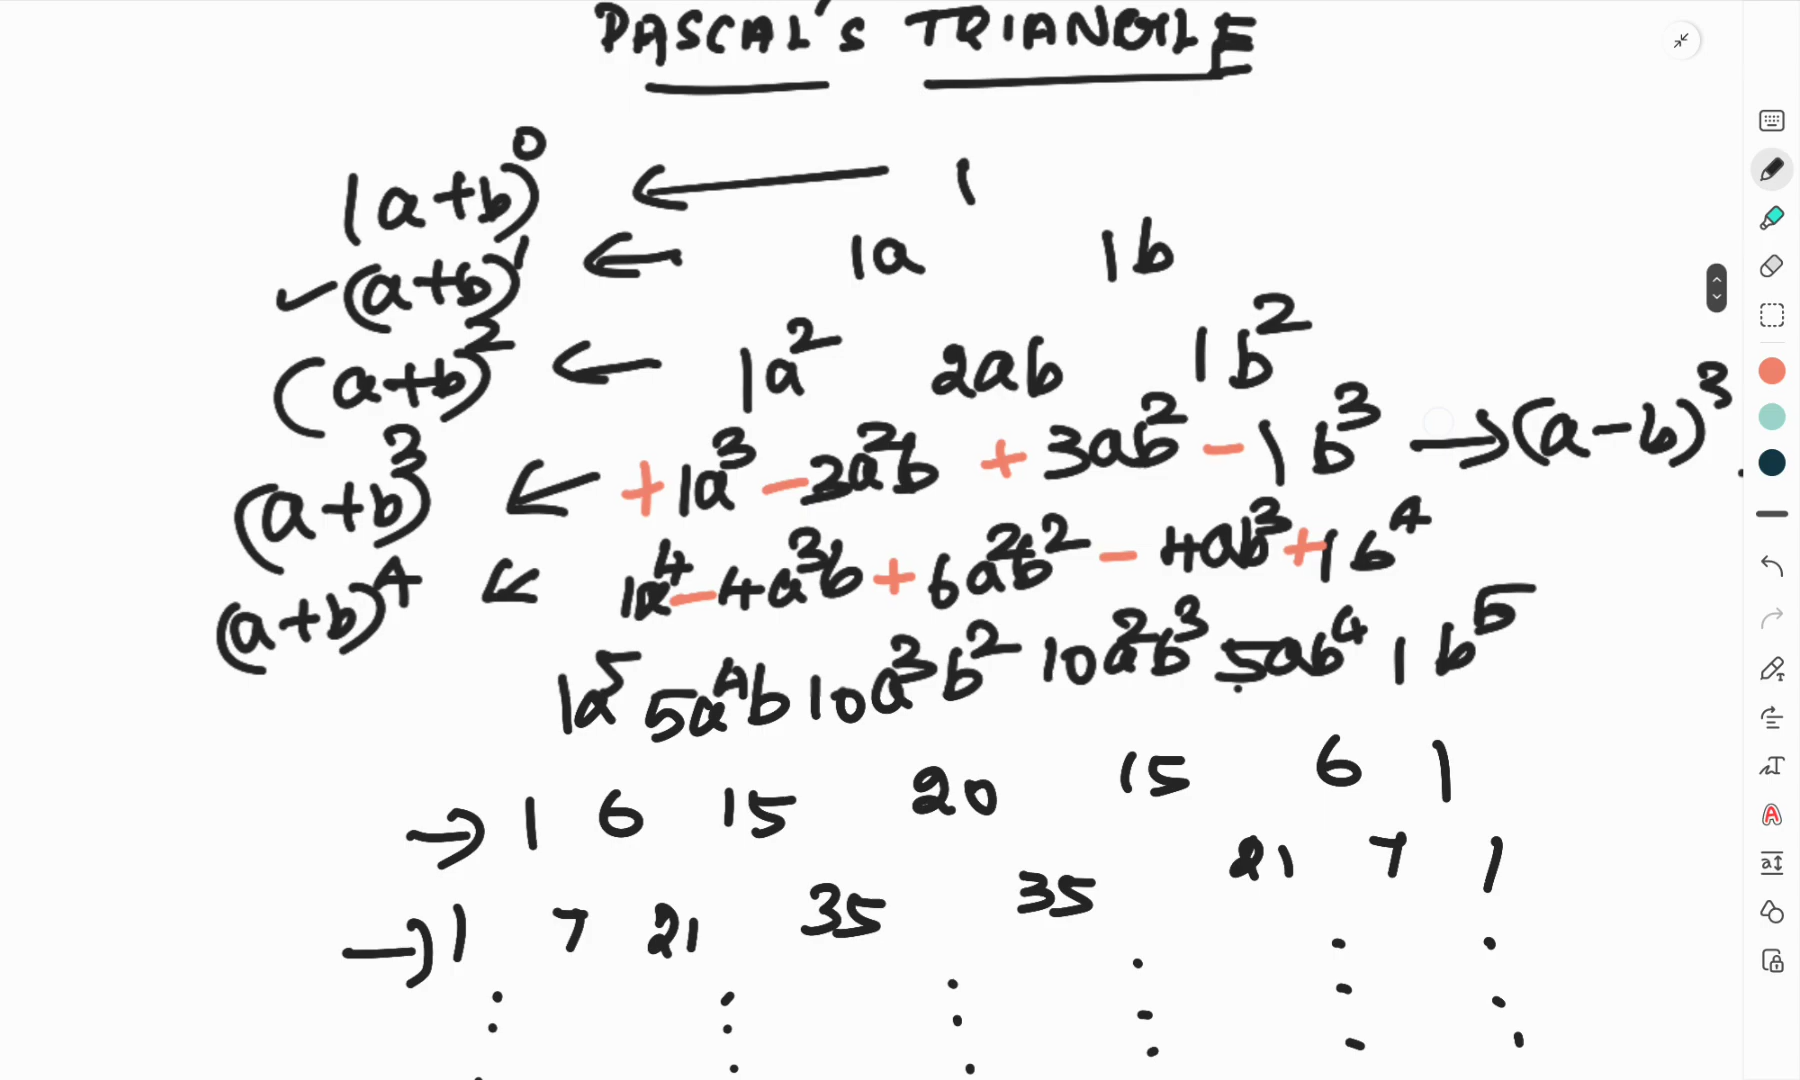 PASCAL's TRIANGLE
(a+b)⁰ ← 1
✓(a+b)¹ ← 1a 1b
(a+b)² ← 1a² 2ab 1b²
(a+b)³ ← +1a³ -3a²b +3ab² -1b³ →(a-b)³
(a+b)⁴ ← 1a⁴ -4a³b +6a²b² -4ab³ +1b⁴
1a⁵ 5a⁴b 10a³b² 10a²b³ 5ab⁴ 1b⁵
→ 1 6 15 20 15 6 1
→ 1 7 21 35 35 21 7 1